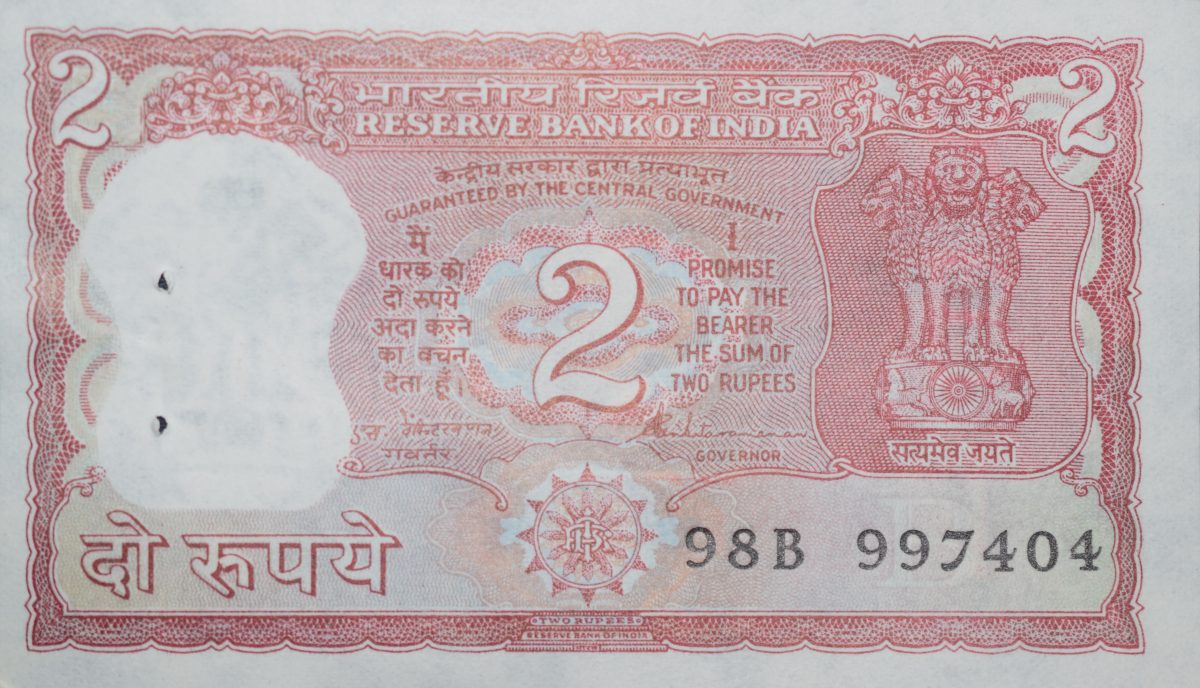 2 2
भारतीय रिज़र्व बैंक
RESERVE BANK OF INDIA
केन्द्रीय सरकार द्वारा प्रत्याभूत
GUARANTEED BY THE CENTRAL GOVERNMENT
मैं
धारक को
दो रुपये
अदा करने
का वचन
देता हूँ।
2
I
PROMISE
TO PAY THE
BEARER
THE SUM OF
TWO RUPEES
गवर्नर
GOVERNOR
सत्यमेव जयते
दो रूपये
98B 997404
TWO RUPEES
RESERVE BANK OF INDIA